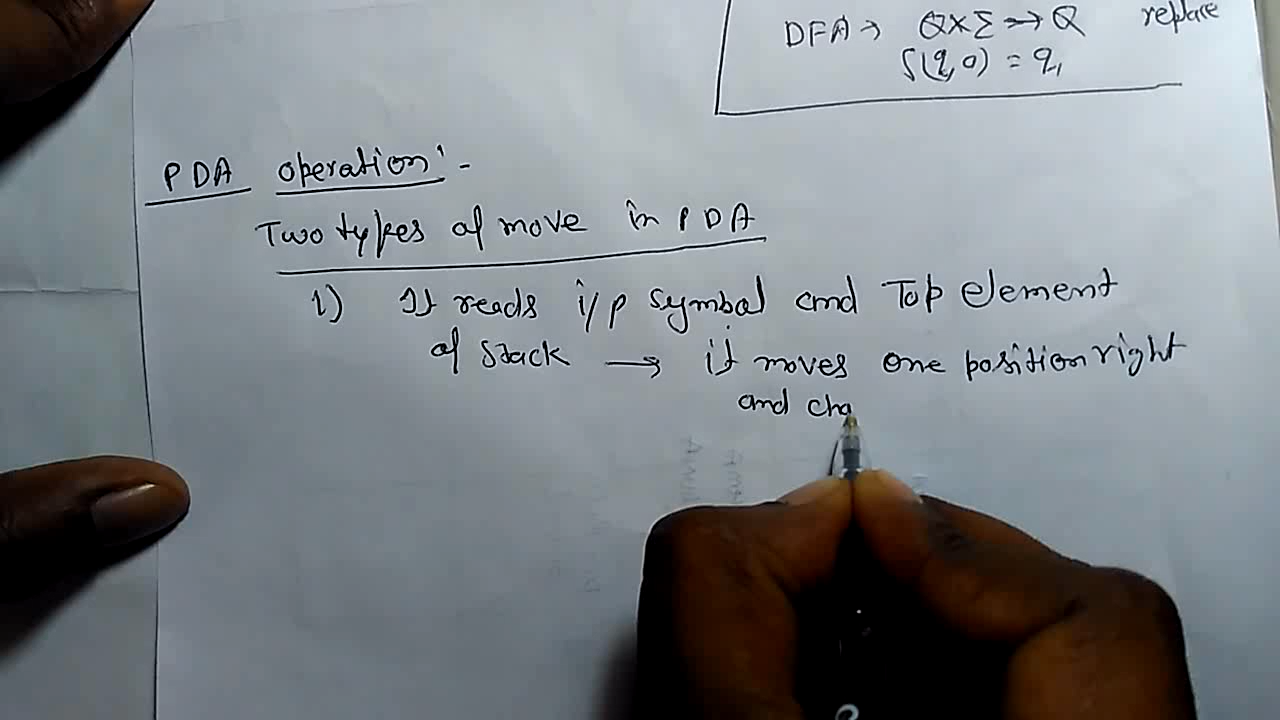 DFA → Q×Σ → Q replace
δ(q,0) = q₁
PDA operation:-
Two types of move in PDA
1) It reads i/p symbol and Top element
of stack → it moves one position right
and cha